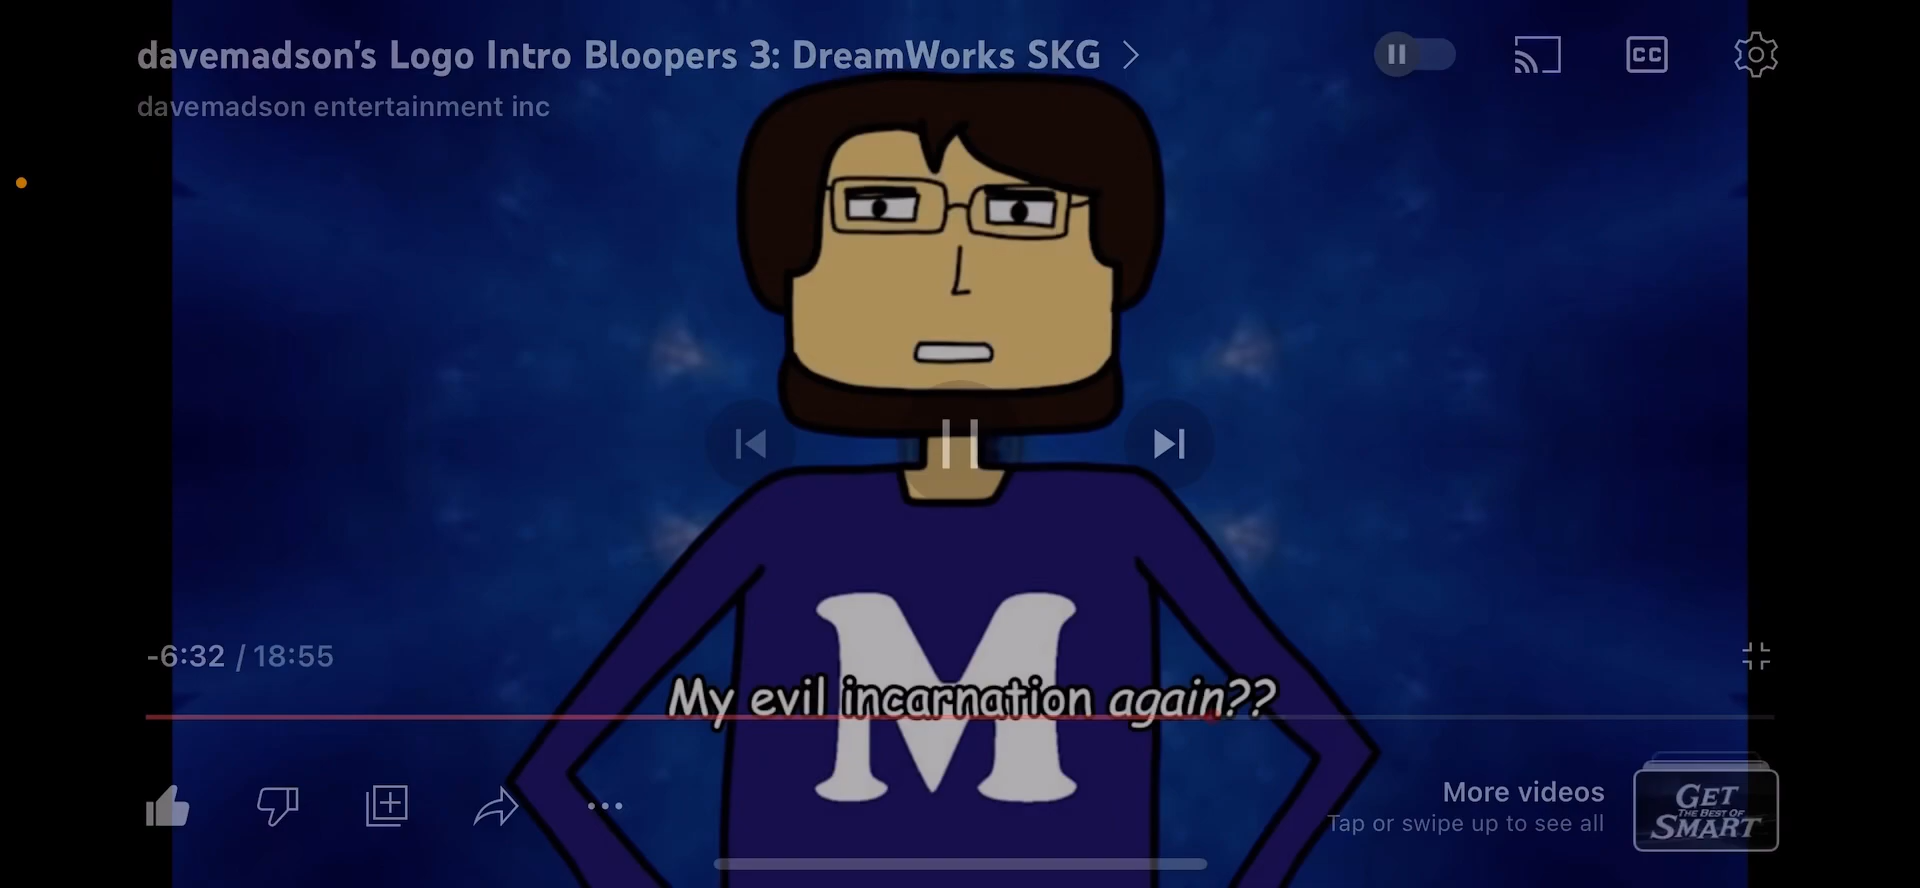 davemadson's Logo Intro Bloopers 3: DreamWorks SKG
davemadson entertainment inc
CC
-6:32 / 18:55
M
My evil incarnation again??
More videos
Tap or swipe up to see all
GET
THE BEST OF
SMART